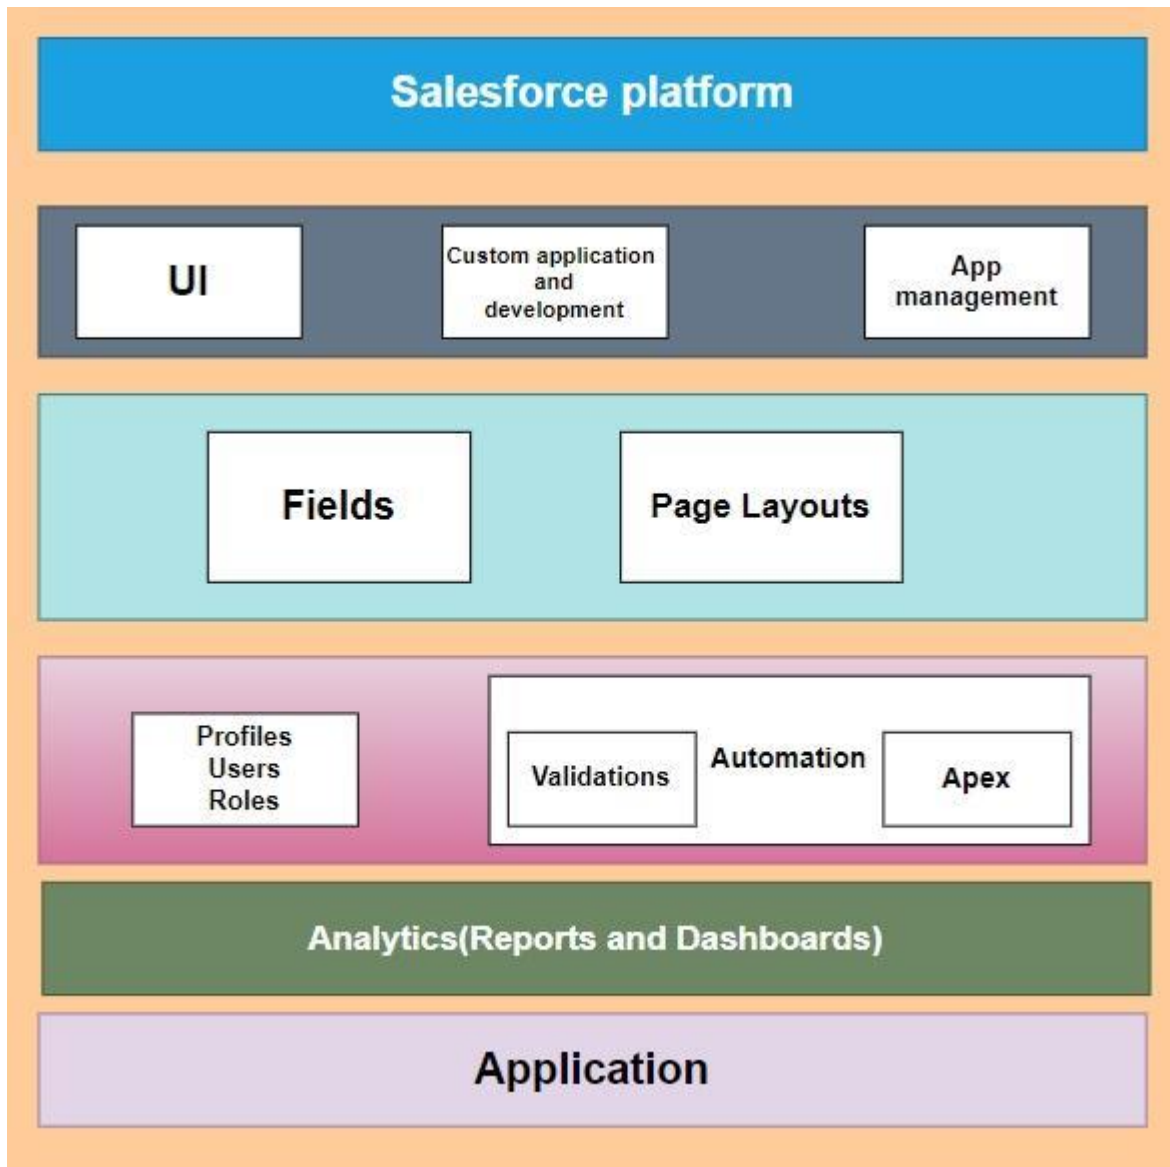 Salesforce platform
UI
Custom application
and
development
App
management
Fields
Page Layouts
Profiles
Users
Roles
Validations
Automation
Apex
Analytics(Reports and Dashboards)
Application